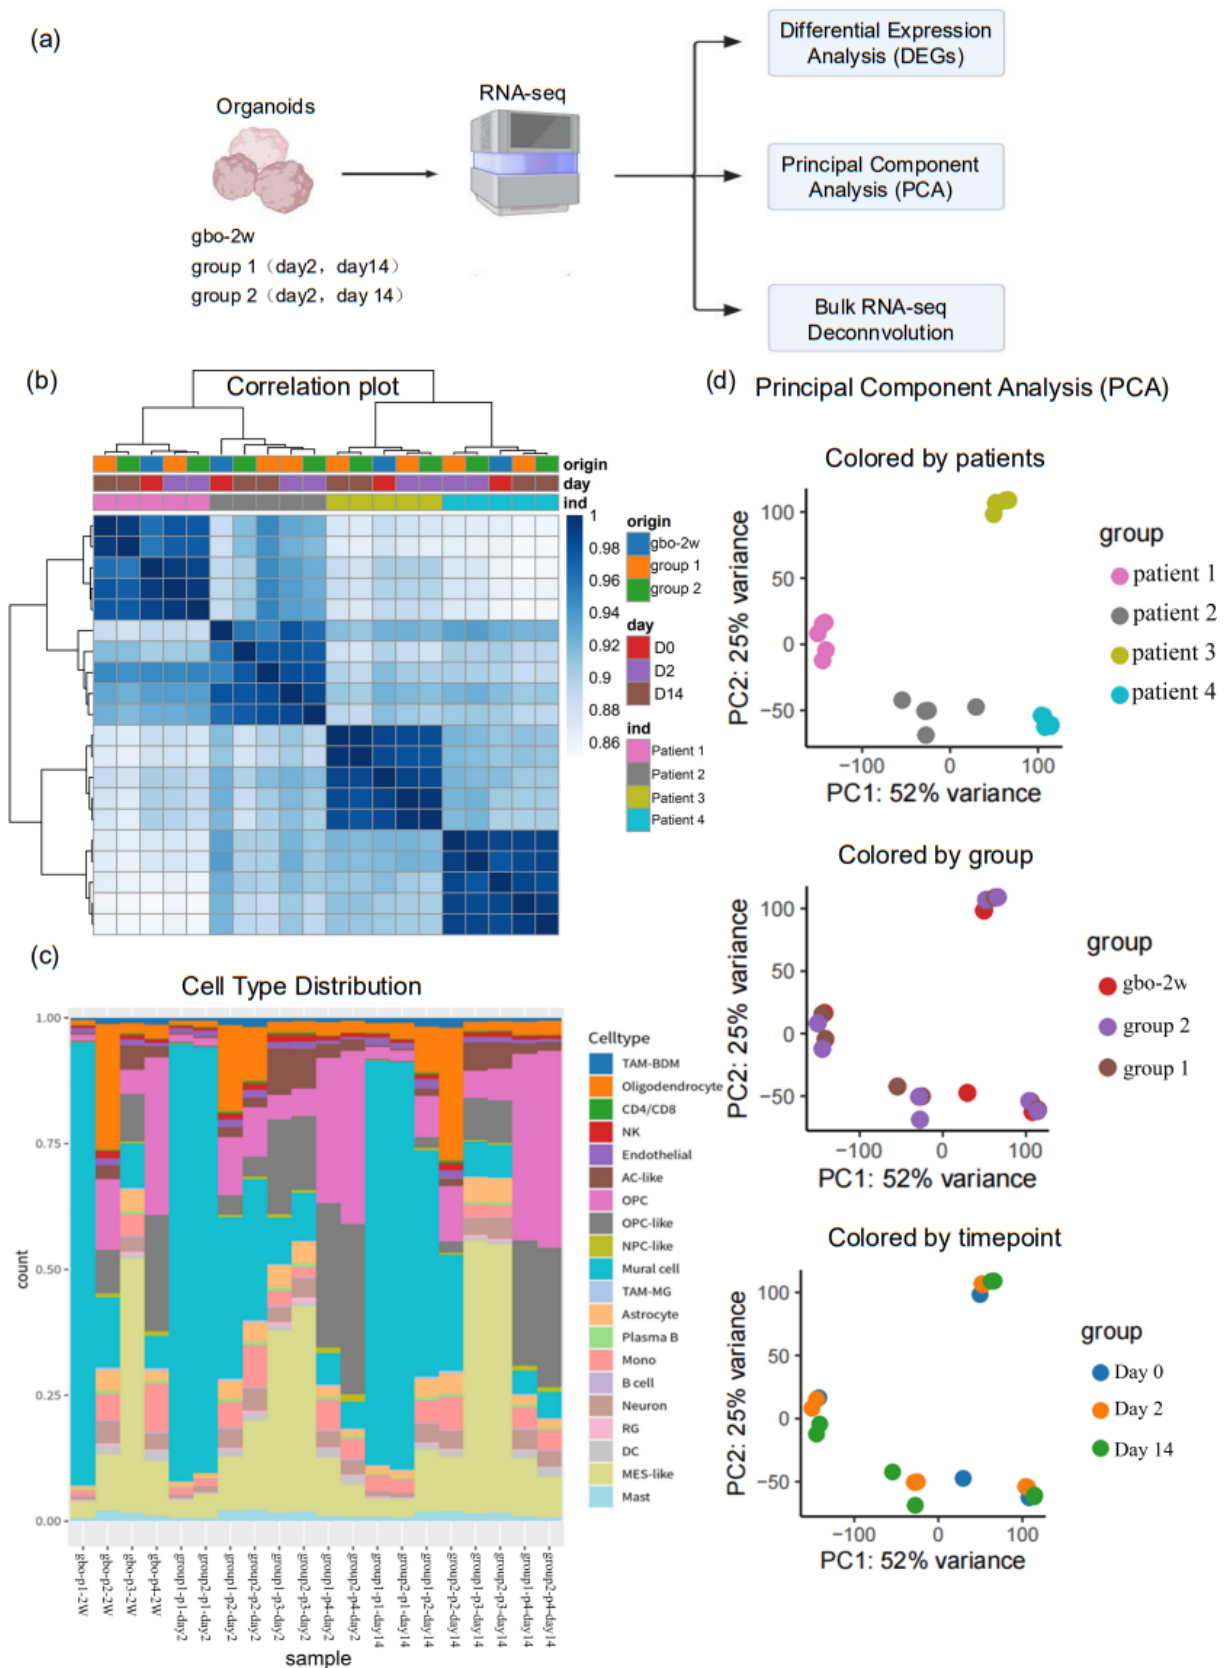 (a)
Organoids
gbo-2w
group 1（day2，day14）
group 2（day2，day 14）
RNA-seq
Differential Expression
Analysis (DEGs)
Principal Component
Analysis (PCA)
Bulk RNA-seq
Deconnvolution
(b)
Correlation plot
origin
day
ind
1
0.98
0.96
0.94
0.92
0.9
0.88
0.86
origin
gbo-2w
group 1
group 2
day
D0
D2
D14
ind
Patient 1
Patient 2
Patient 3
Patient 4
(c)
Cell Type Distribution
1.00
0.75
0.50
0.25
0.00
count
gbo-p1-2W
gbo-p2-2W
gbo-p3-2W
gbo-p4-2W
group1-p1-day2
group2-p1-day2
group1-p2-day2
group2-p2-day2
group1-p3-day2
group2-p3-day2
group1-p4-day2
group2-p4-day2
group1-p1-day14
group2-p1-day14
group1-p2-day14
group2-p2-day14
group1-p3-day14
group2-p3-day14
group1-p4-day14
group2-p4-day14
sample
Celltype
TAM-BDM
Oligodendrocyte
CD4/CD8
NK
Endothelial
AC-like
OPC
OPC-like
NPC-like
Mural cell
TAM-MG
Astrocyte
Plasma B
Mono
B cell
Neuron
RG
DC
MES-like
Mast
(d)
Principal Component Analysis (PCA)
Colored by patients
PC2: 25% variance
100
50
0
−50
−100
0
100
PC1: 52% variance
group
patient 1
patient 2
patient 3
patient 4
Colored by group
PC2: 25% variance
100
50
0
−50
−100
0
100
PC1: 52% variance
group
gbo-2w
group 2
group 1
Colored by timepoint
PC2: 25% variance
100
50
0
−50
−100
0
100
PC1: 52% variance
group
Day 0
Day 2
Day 14